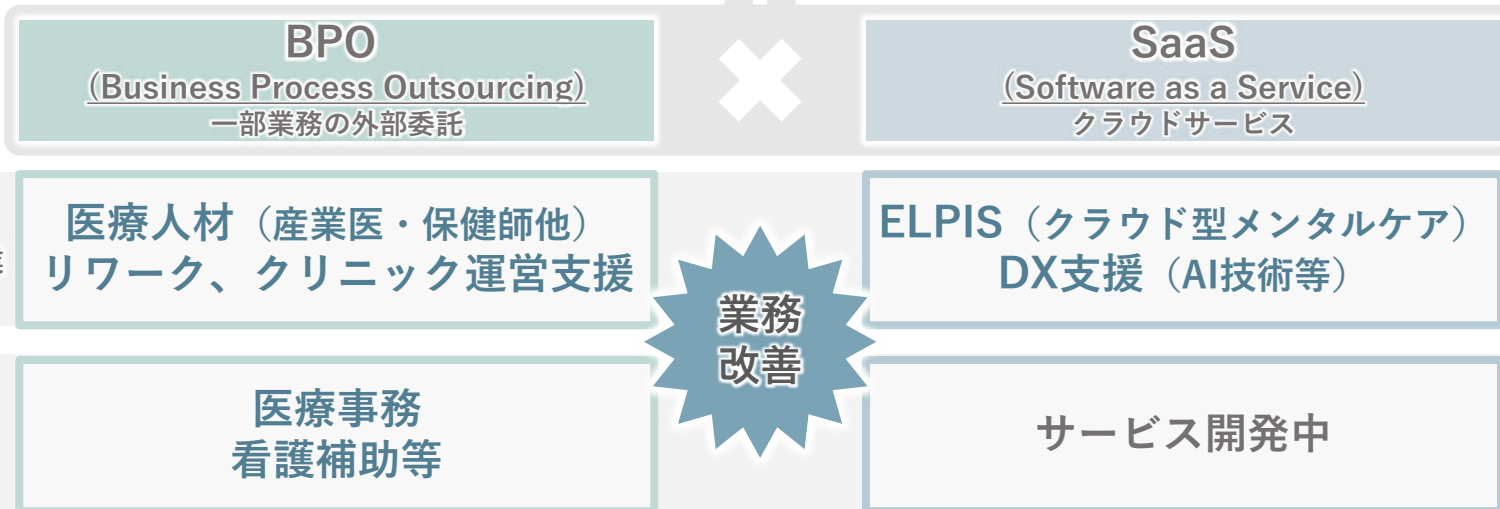 BPO
(Business Process Outsourcing)
一部業務の外部委託
SaaS
(Software as a Service)
クラウドサービス
医療人材（産業医・保健師他）
リワーク、クリニック運営支援
ELPIS（クラウド型メンタルケア）
DX支援（AI技術等）
業務
改善
医療事務
看護補助等
サービス開発中